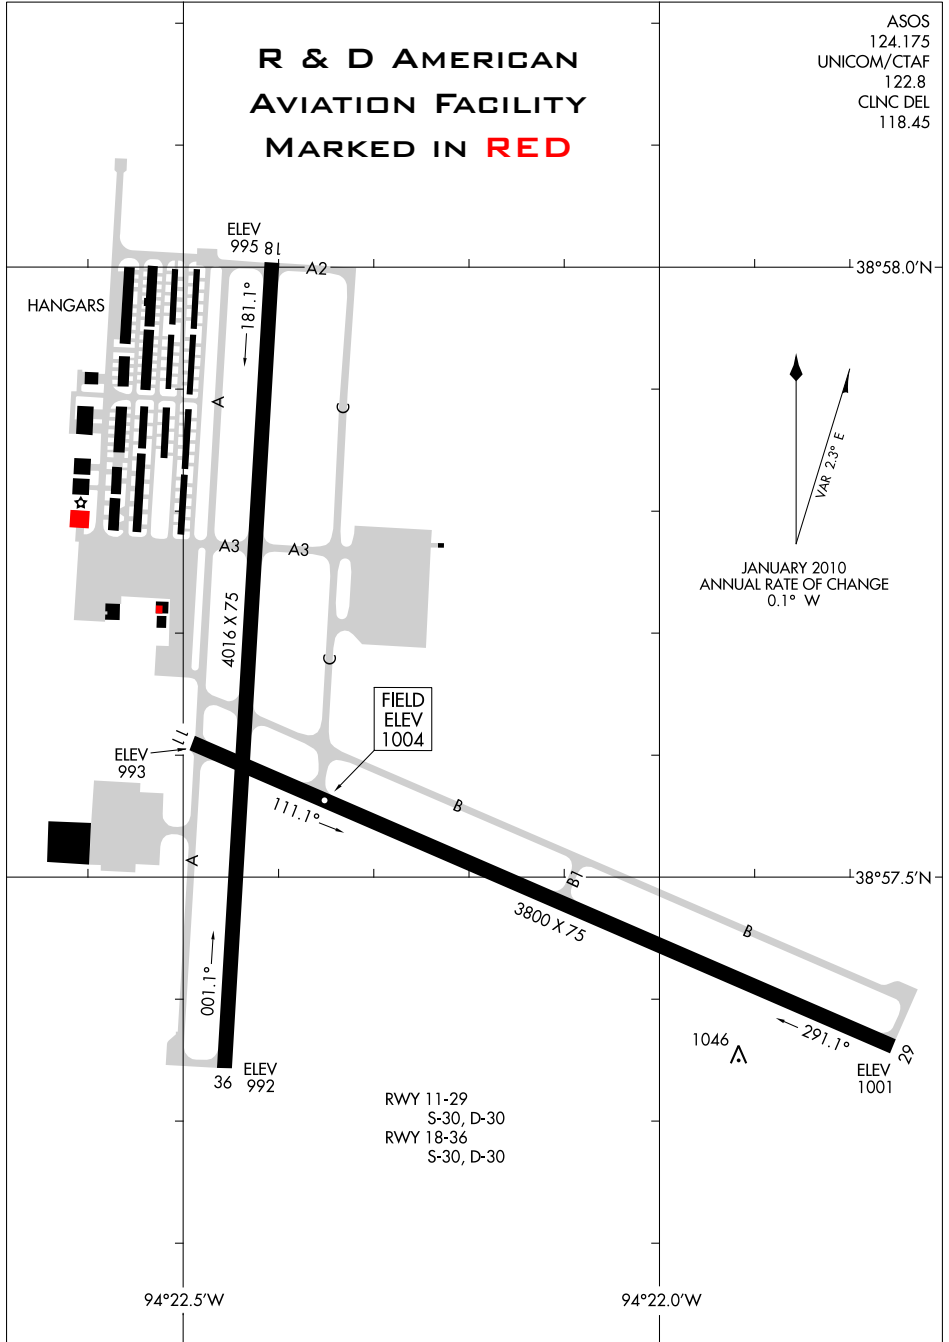 R & D AMERICAN
AVIATION FACILITY
MARKED IN RED
ASOS
124.175
UNICOM/CTAF
122.8
CLNC DEL
118.45
ELEV
995
18
A2
38°58.0'N
HANGARS
181.1°
A
C
VAR 2.3° E
JANUARY 2010
ANNUAL RATE OF CHANGE
0.1° W
A3
A3
4016 X 75
C
FIELD
ELEV
1004
11
ELEV
993
111.1°
B
A
B1
38°57.5'N
3800 X 75
B
001.1°
291.1°
1046
29
36
ELEV
992
ELEV
1001
RWY 11-29
S-30, D-30
RWY 18-36
S-30, D-30
94°22.5'W
94°22.0'W